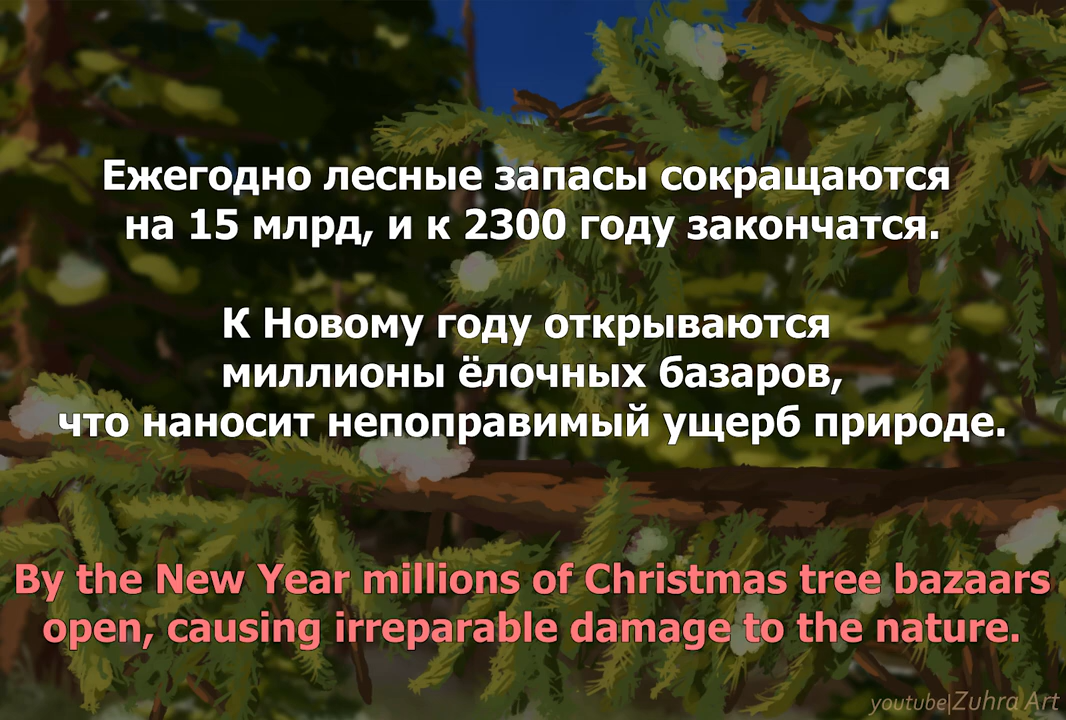 Ежегодно лесные запасы сокращаются
на 15 млрд, и к 2300 году закончатся.
К Новому году открываются
миллионы ёлочных базаров,
что наносит непоправимый ущерб природе.
By the New Year millions of Christmas tree bazaars
open, causing irreparable damage to the nature.
youtube|Zuhra Art